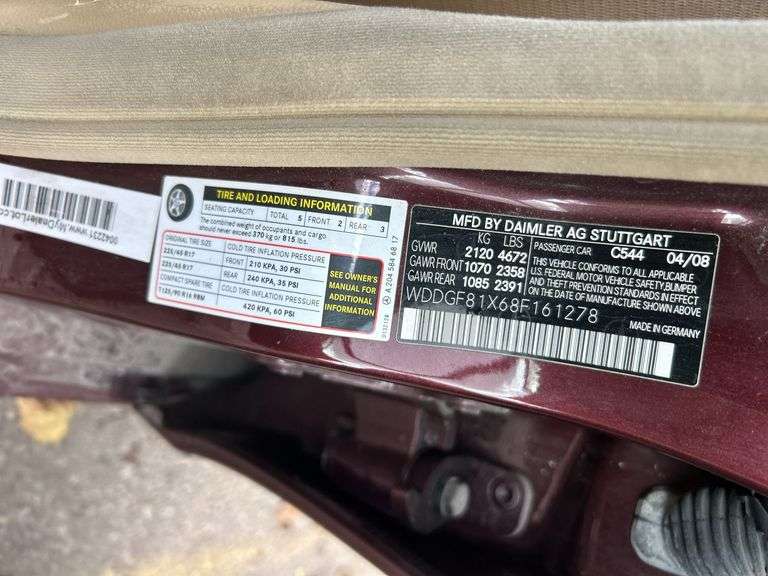 0042231
www.MyDealerLot.co
TIRE AND LOADING INFORMATION
SEATING CAPACITY TOTAL 5 FRONT 2 REAR 3
The combined weight of occupants and cargo
should never exceed 370 kg or 815 lbs.
ORIGINAL TIRE SIZE COLD TIRE INFLATION PRESSURE
225/45 R17 FRONT 210 KPA, 30 PSI
225/45 R17 REAR 240 KPA, 35 PSI
COMPACT SPARE TIRE COLD TIRE INFLATION PRESSURE
T125/90 R16 98M 420 KPA, 60 PSI
SEE OWNER'S
MANUAL FOR
ADDITIONAL
INFORMATION
A 204 584 68 17
MFD BY DAIMLER AG STUTTGART
KG LBS PASSENGER CAR C544 04/08
GVWR 2120 4672
GAWR FRONT 1070 2358
GAWR REAR 1085 2391
THIS VEHICLE CONFORMS TO ALL APPLICABLE
U.S. FEDERAL MOTOR VEHICLE SAFETY, BUMPER,
AND THEFT PREVENTION STANDARDS IN EFFECT
ON THE DATE OF MANUFACTURE SHOWN ABOVE
WDDGF81X68F161278
MADE IN GERMANY